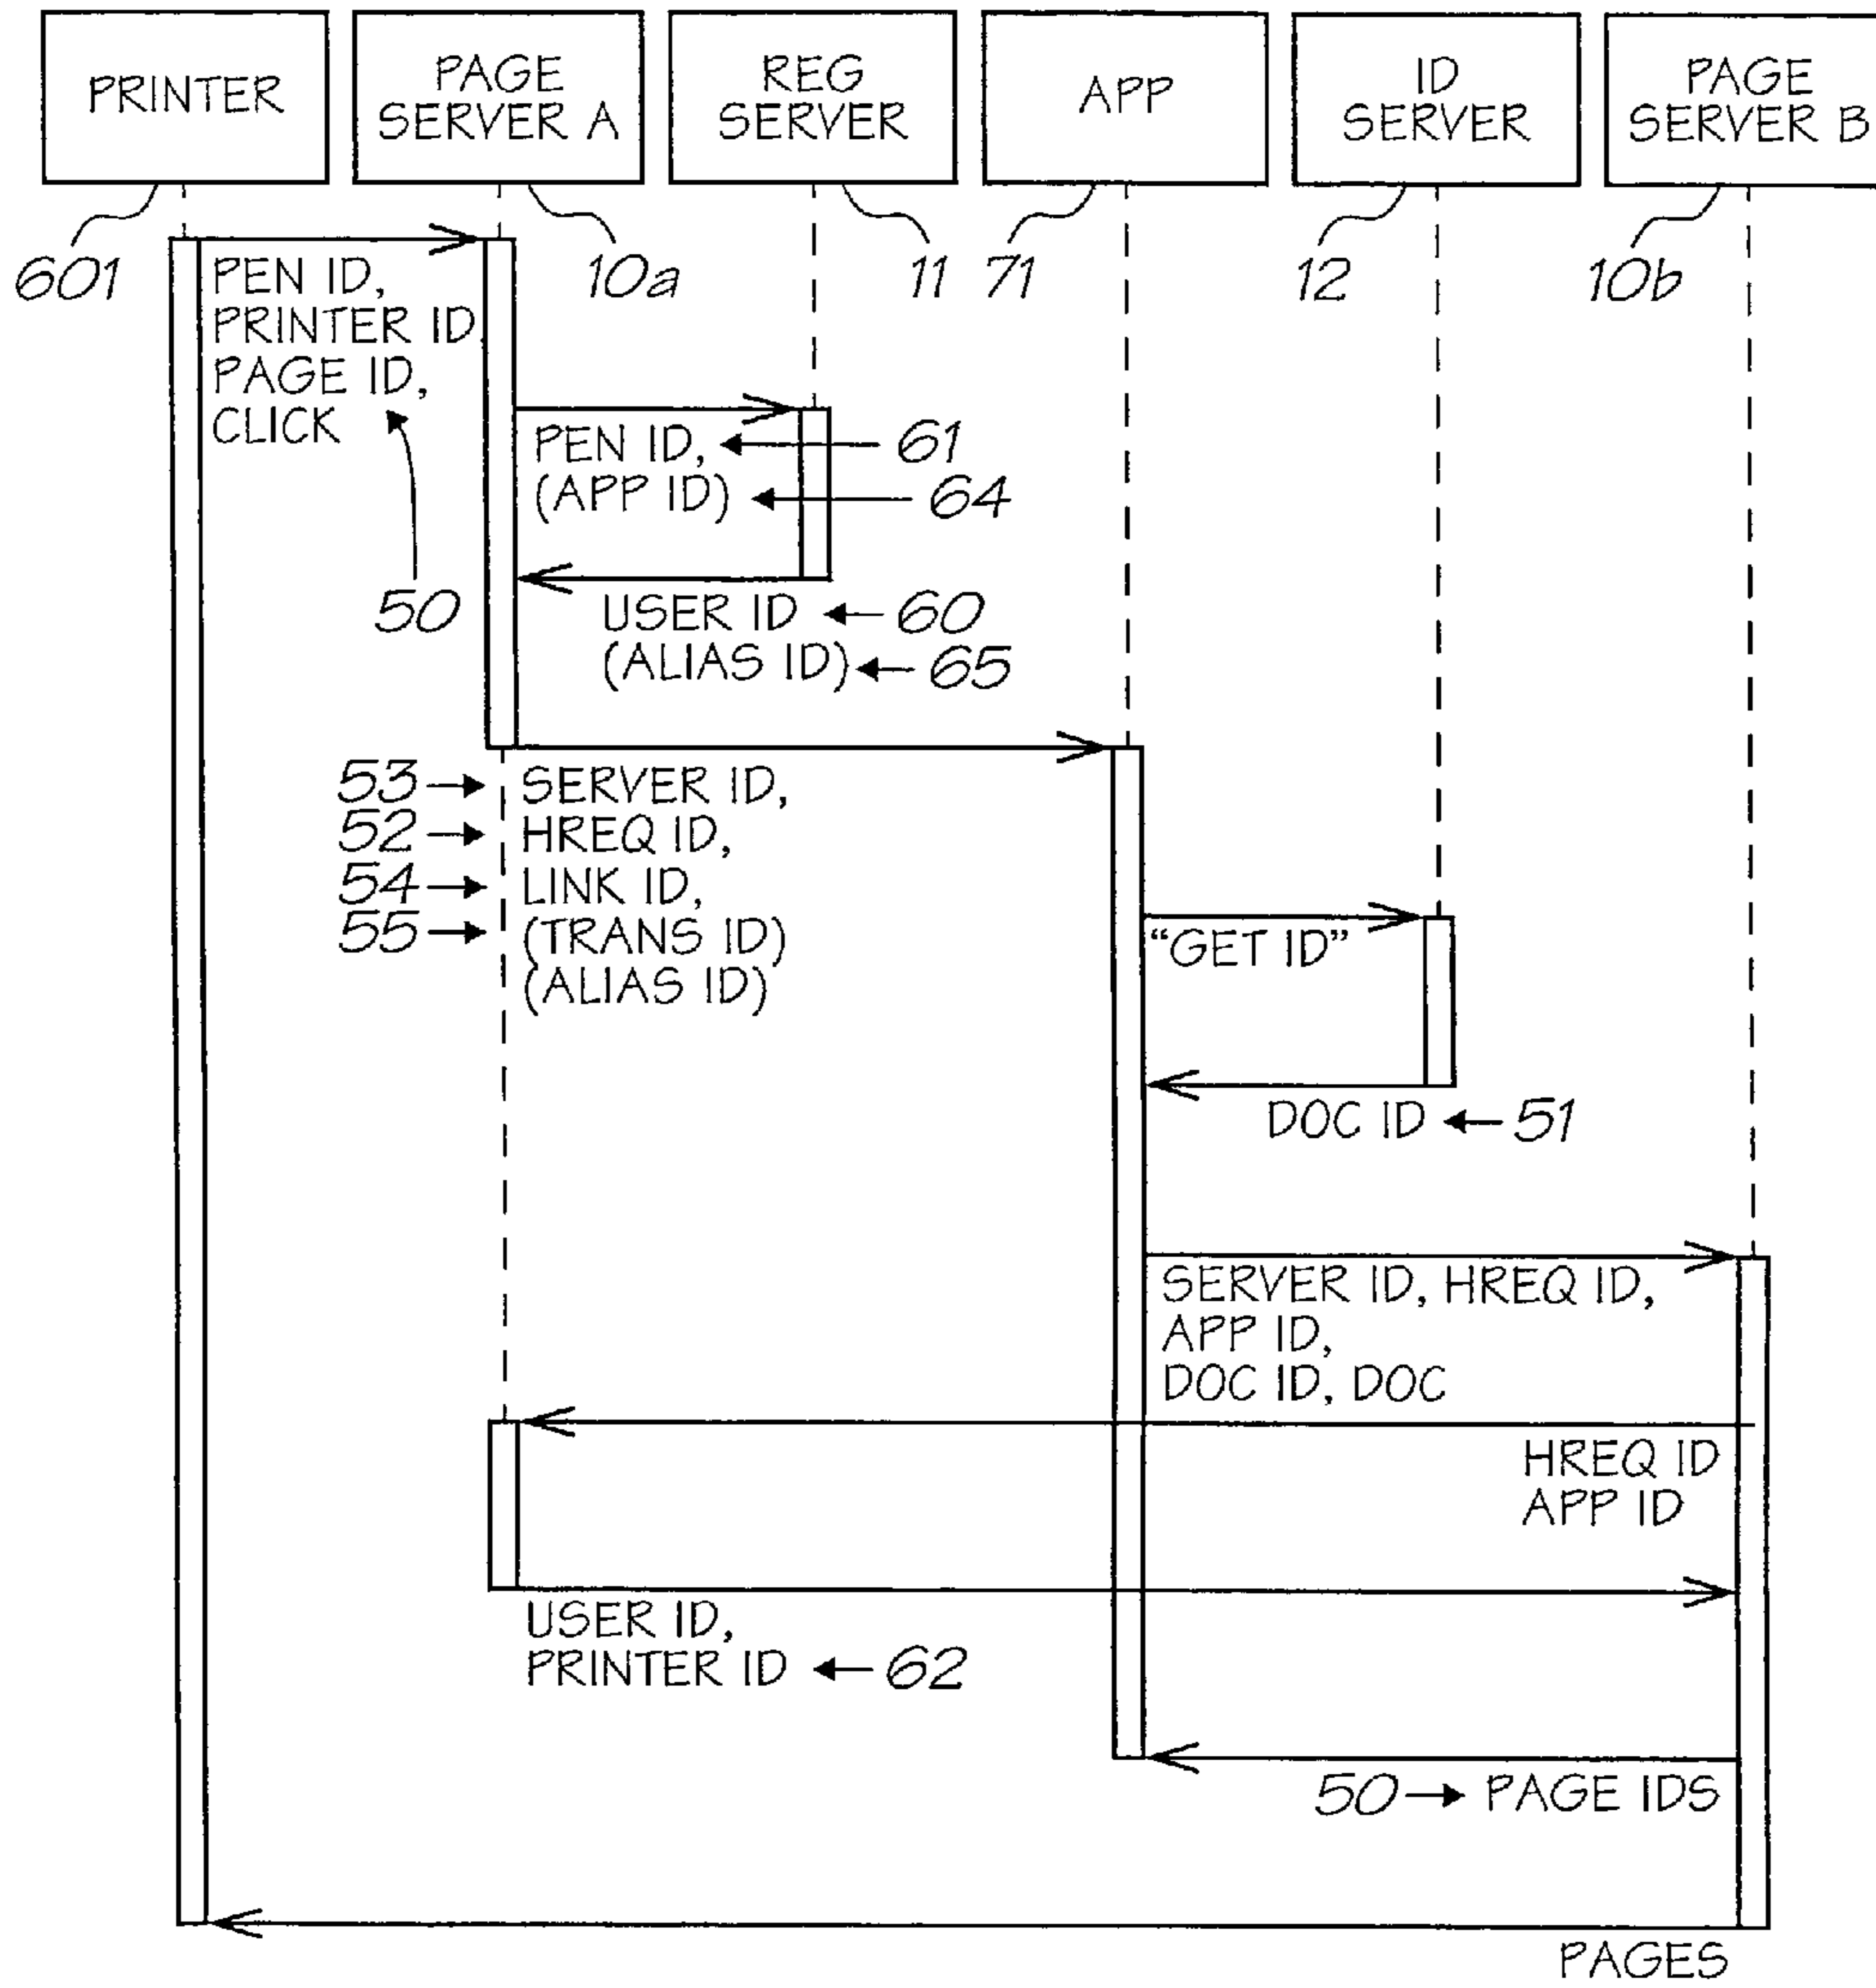 PRINTER
PAGE
SERVER A
REG
SERVER
APP
ID
SERVER
PAGE
SERVER B
601
10a
11
71
12
10b
PEN ID,
PRINTER ID
PAGE ID,
CLICK
50
PEN ID,
61
(APP ID)
64
USER ID
60
(ALIAS ID)
65
53
SERVER ID,
52
HREQ ID,
54
LINK ID,
55
(TRANS ID)
(ALIAS ID)
"GET ID"
DOC ID
51
SERVER ID, HREQ ID,
APP ID,
DOC ID, DOC
HREQ ID
APP ID
USER ID,
PRINTER ID
62
50
PAGE IDS
PAGES